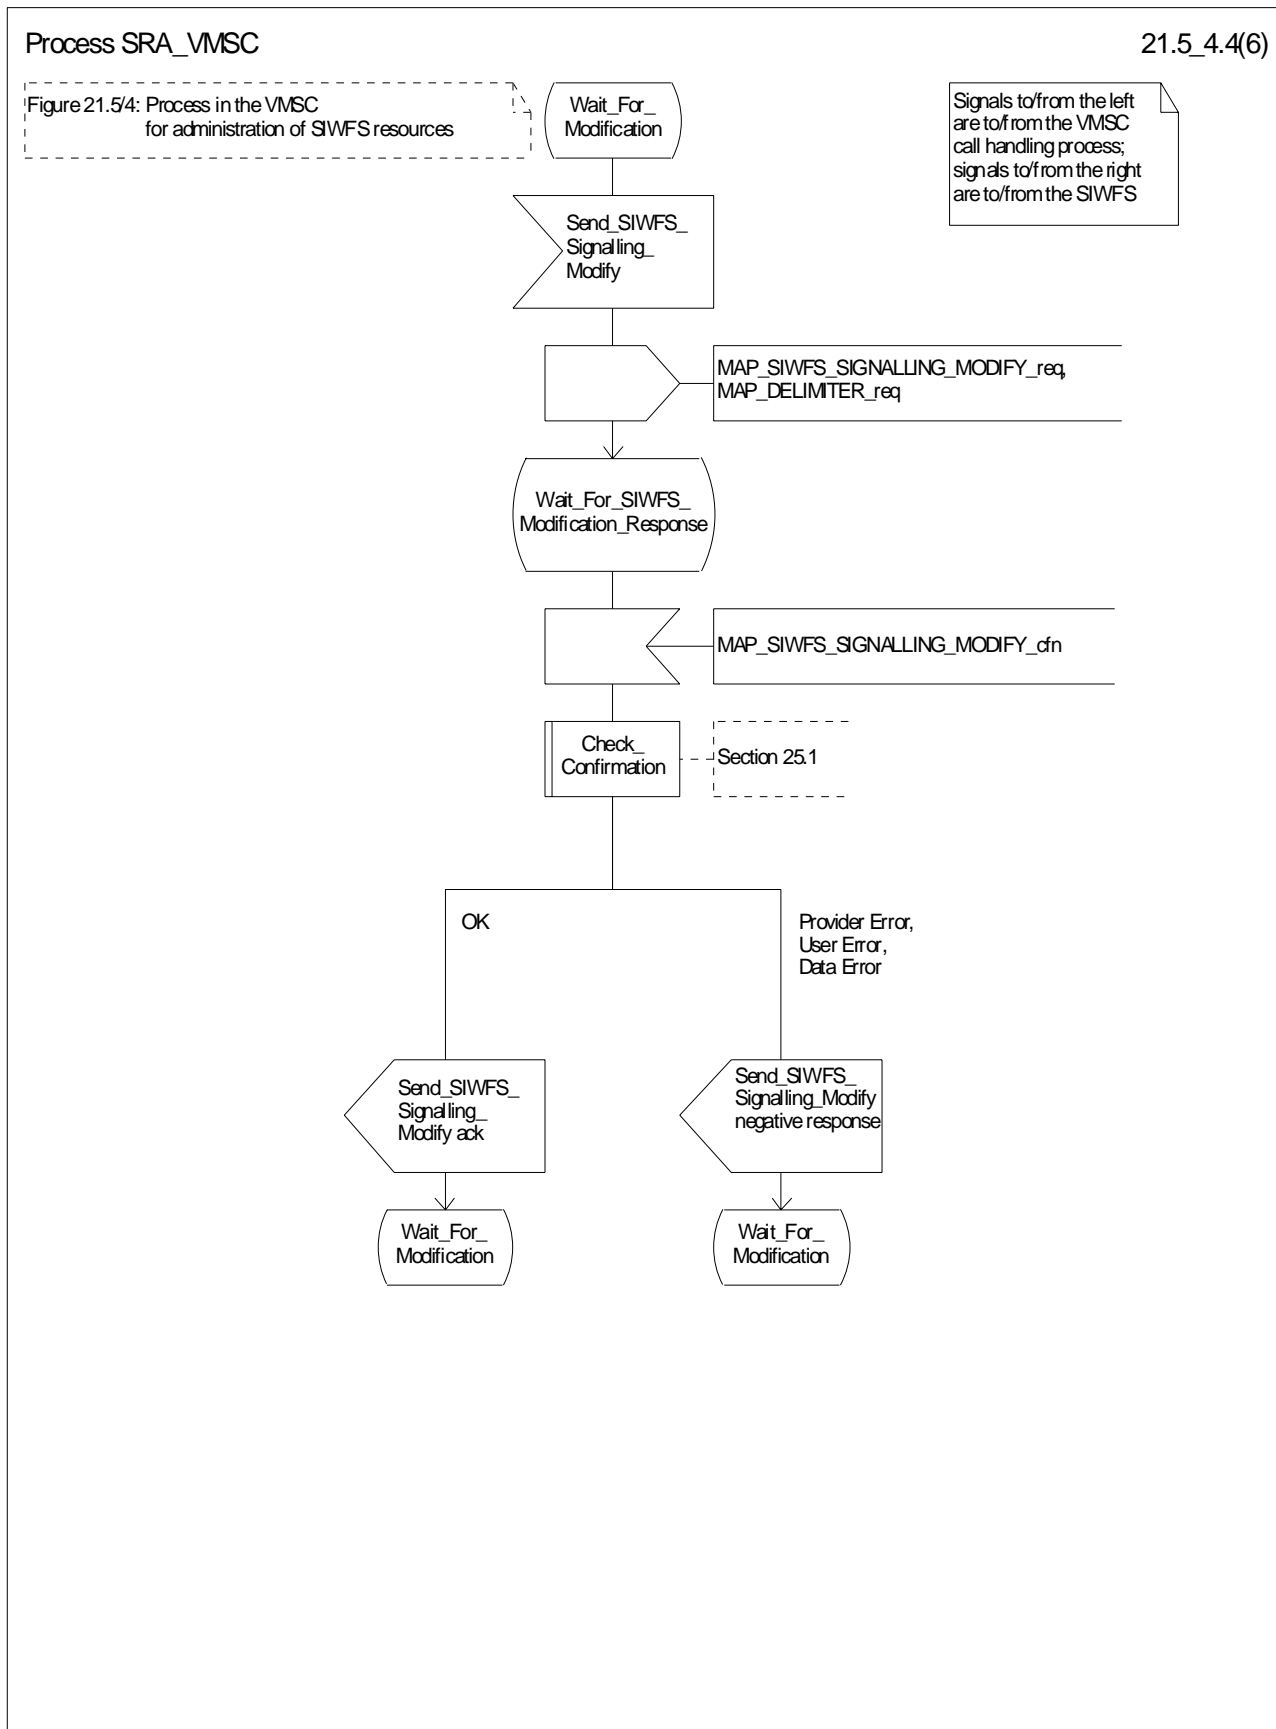 Process SRA_VMSC
21.5_4.4(6)
Figure 21.5/4: Process in the VMSC
for administration of SIWFS resources
Wait_For_
Modification
Signals to/from the left
are to/from the VMSC
call handling process;
signals to/from the right
are to/from the SIWFS
Send_SIWFS_
Signalling_
Modify
MAP_SIWFS_SIGNALLING_MODIFY_req,
MAP_DELIMITER_req
Wait_For_SIWFS_
Modification_Response
MAP_SIWFS_SIGNALLING_MODIFY_cfn
Check_
Confirmation
Section 25.1
OK
Provider Error,
User Error,
Data Error
Send_SIWFS_
Signalling_
Modify ack
Send_SIWFS_
Signalling_Modify
negative response
Wait_For_
Modification
Wait_For_
Modification